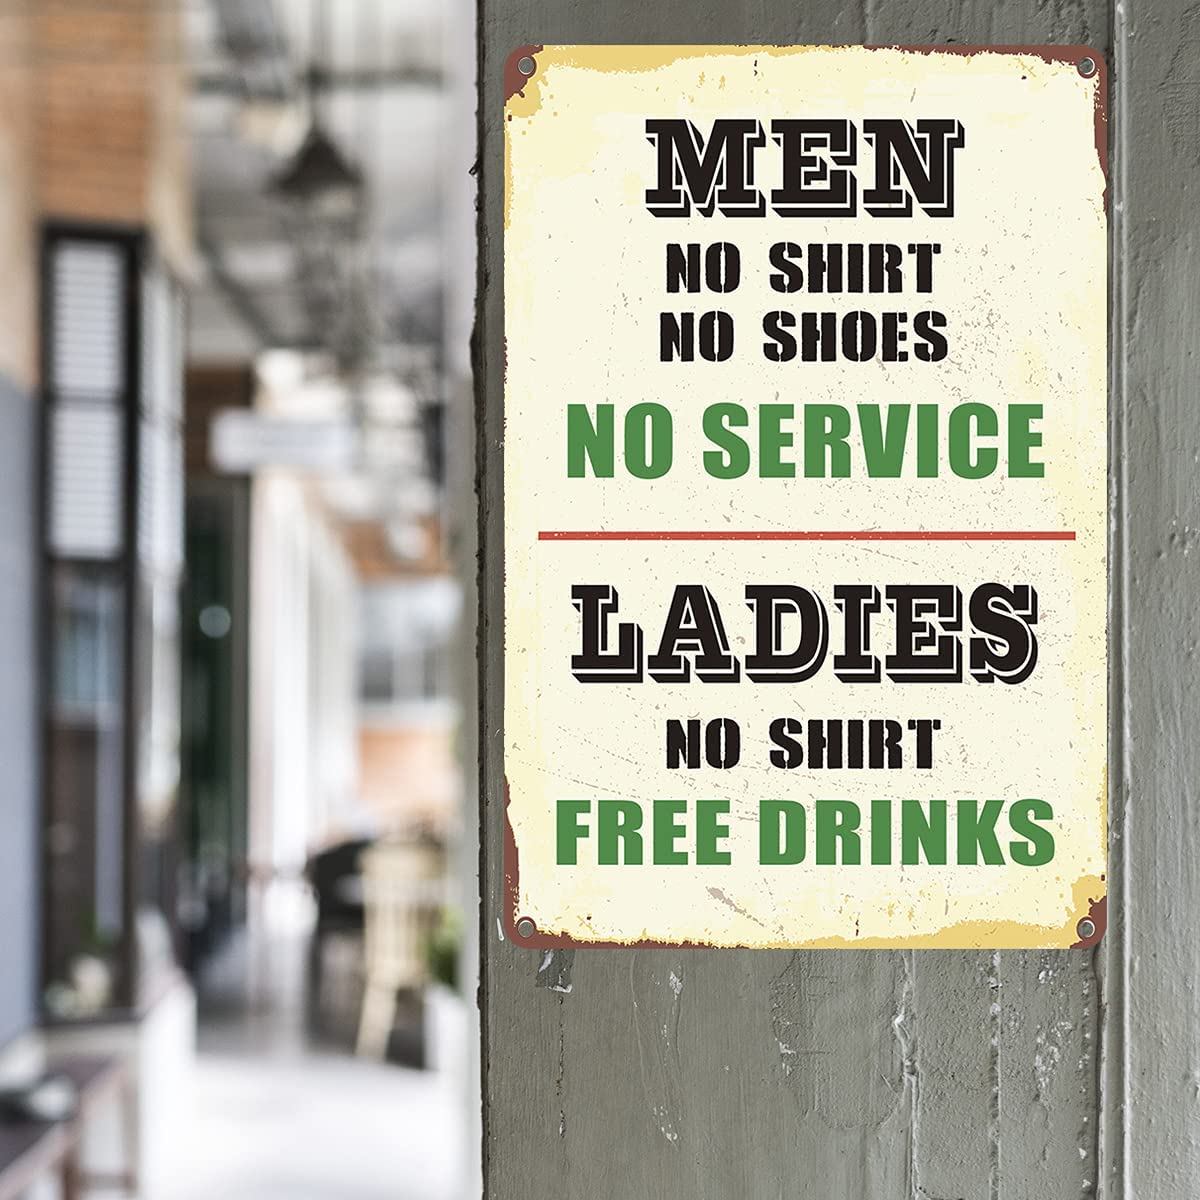 MEN
NO SHIRT
NO SHOES
NO SERVICE
LADIES
NO SHIRT
FREE DRINKS